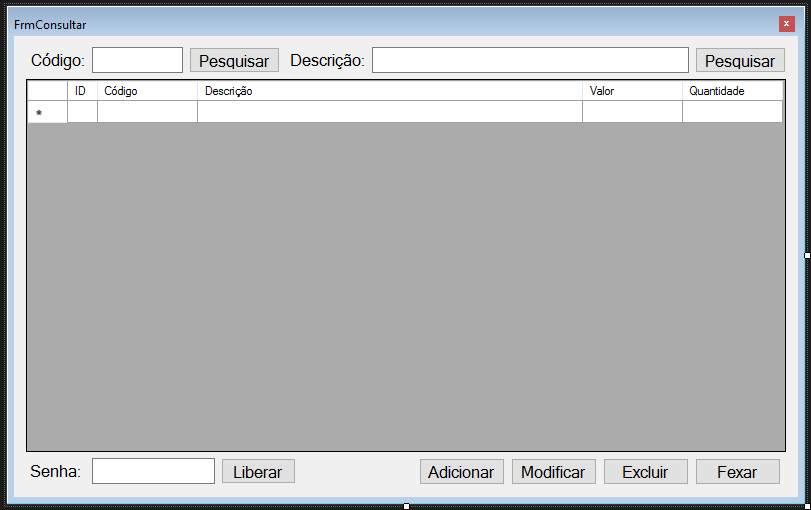 FrmConsultar x
Código: Pesquisar Descrição: Pesquisar
ID Código Descrição Valor Quantidade
*
Senha: Liberar Adicionar Modificar Excluir Fexar